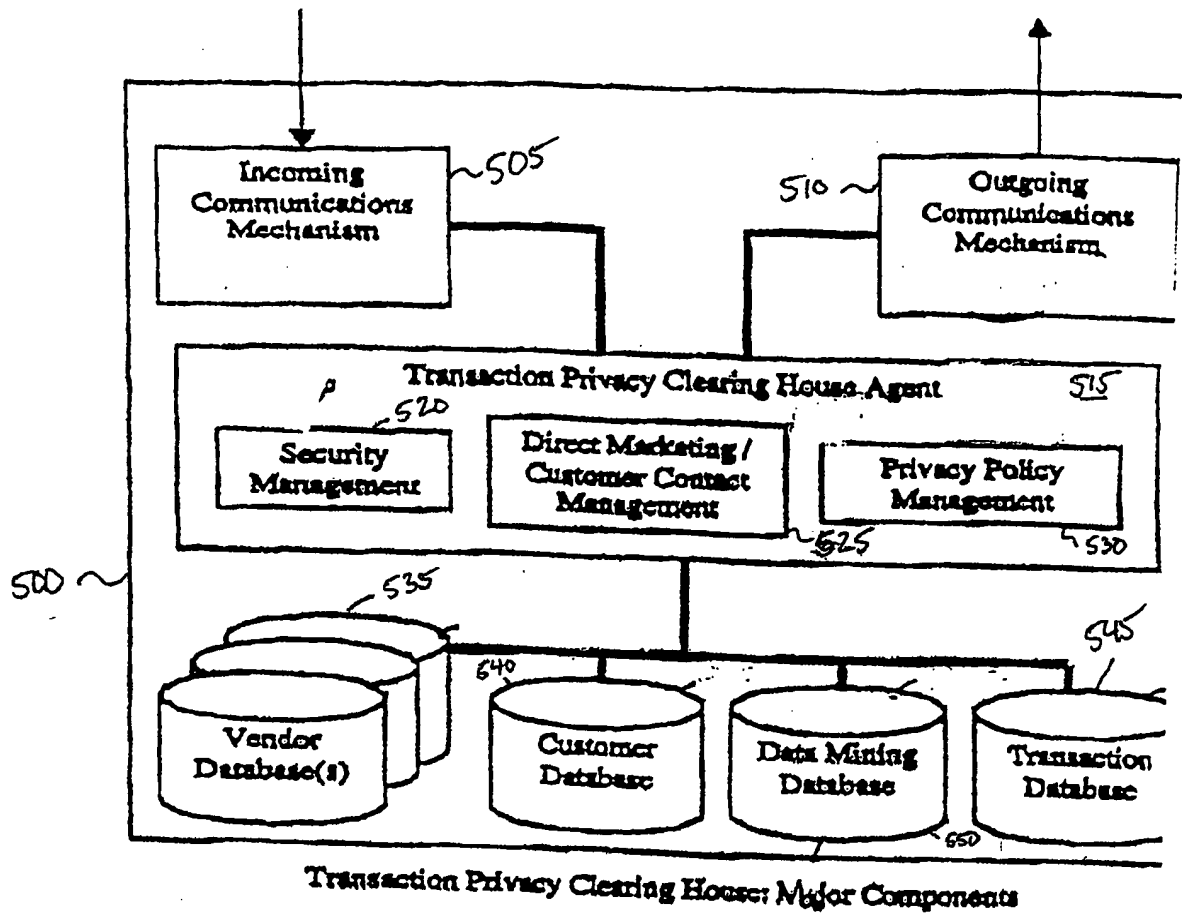 Incoming
Communications
Mechanism
505
510
Outgoing
Communications
Mechanism
Transaction Privacy Clearing House Agent
515
520
Security
Management
Direct Marketing /
Customer Contact
Management
525
Privacy Policy
Management
530
500
535
Vendor
Database(s)
540
Customer
Database
Data Mining
Database
550
545
Transaction
Database
Transaction Privacy Clearing House: Major Components